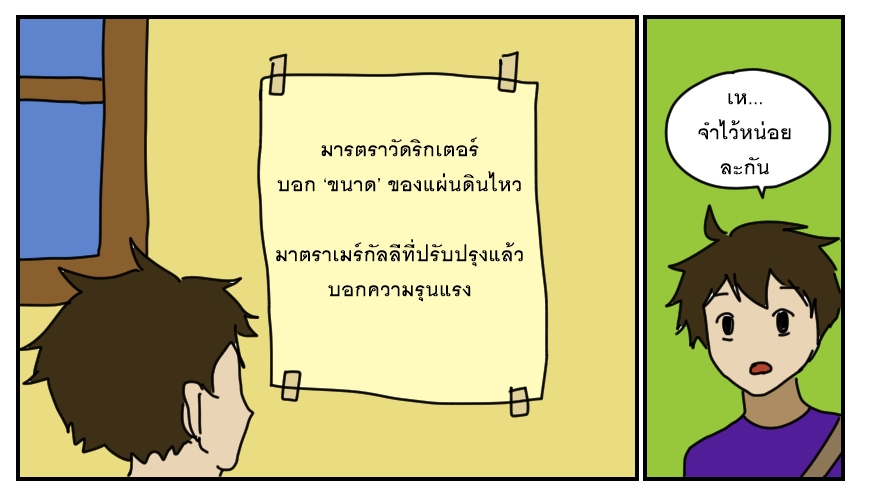 มารตราวัดริกเตอร์
บอก ‘ขนาด’ ของแผ่นดินไหว
มาตราเมร์กัลลีที่ปรับปรุงแล้ว
บอกความรุนแรง
เห...
จำไว้หน่อย
ละกัน